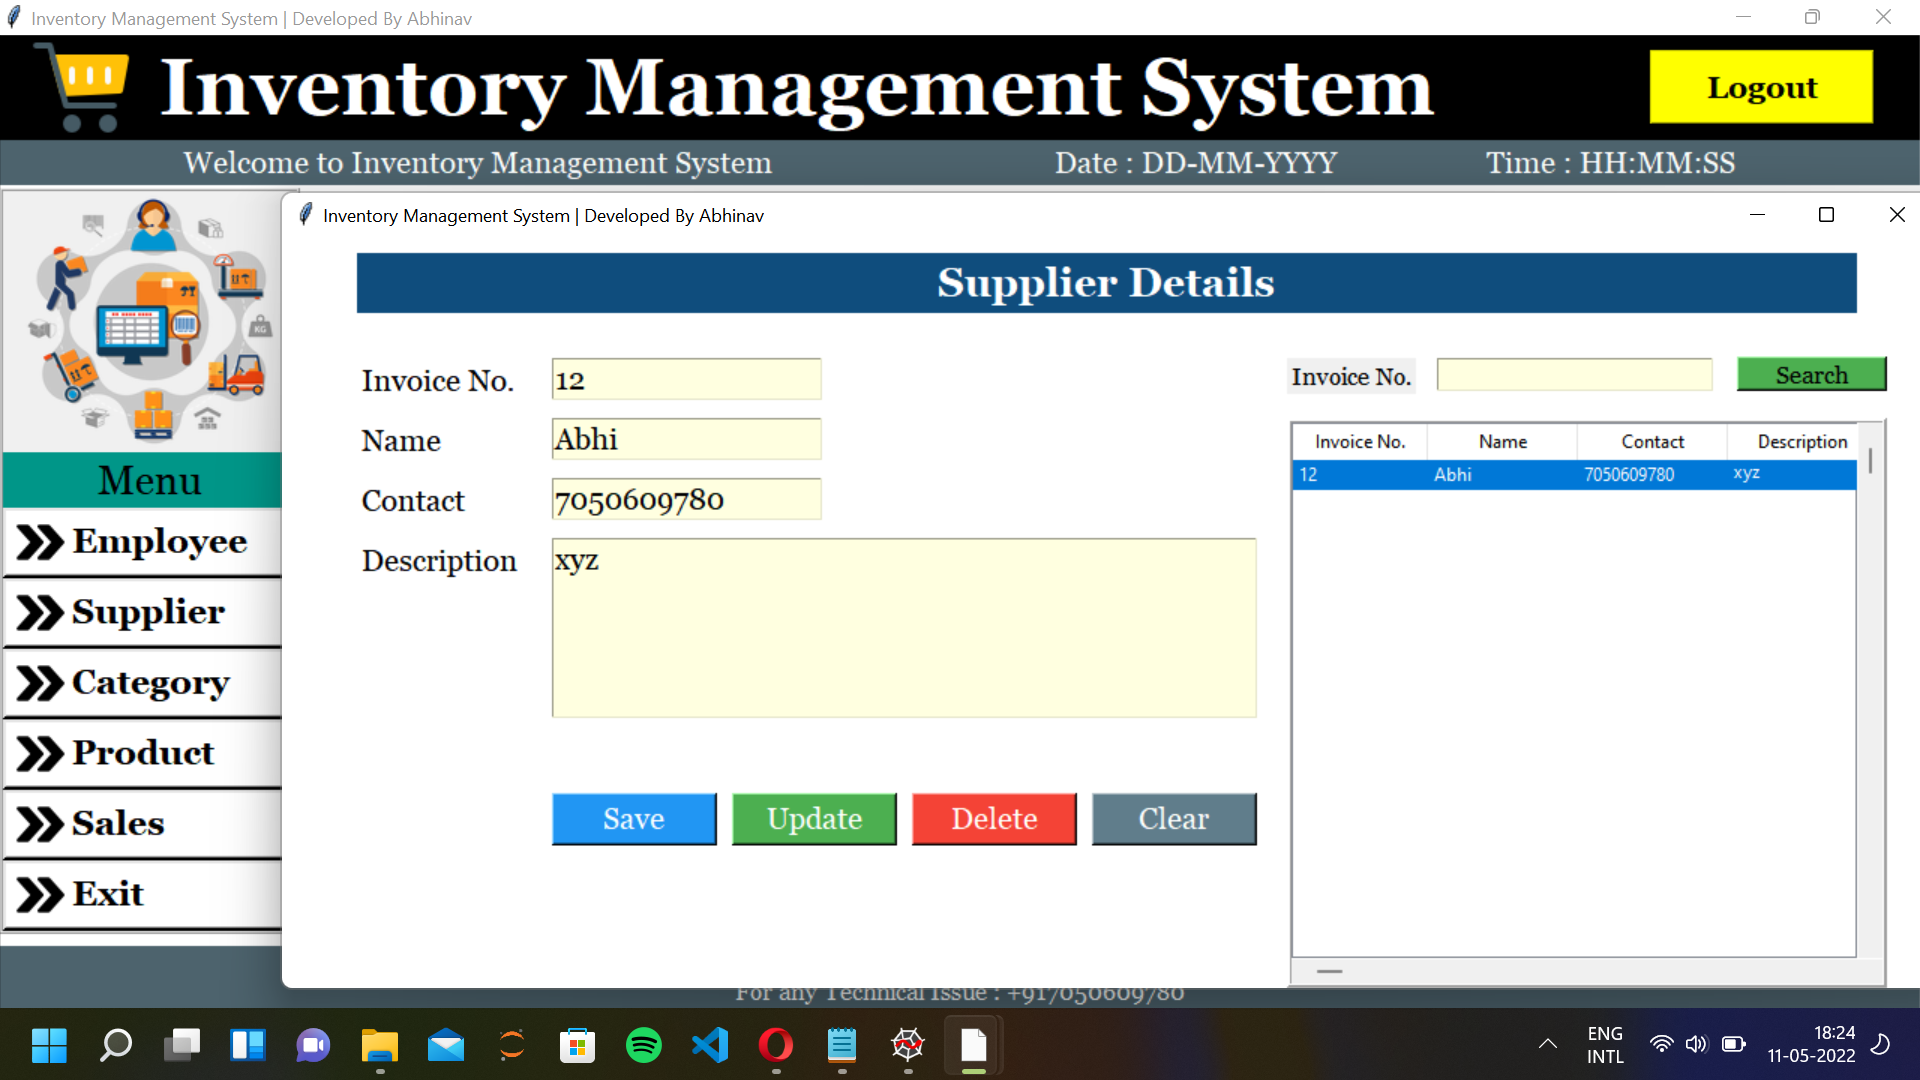 Inventory Management System | Developed By Abhinav
Inventory Management System
Logout
Welcome to Inventory Management System
Date : DD-MM-YYYY
Time : HH:MM:SS
Inventory Management System | Developed By Abhinav
Supplier Details
Invoice No.
12
Name
Abhi
Contact
7050609780
Description
xyz
Save
Update
Delete
Clear
Invoice No.
Search
Invoice No. Name Contact Description
12 Abhi 7050609780 xyz
KG
Menu
Employee
Supplier
Category
Product
Sales
Exit
For any Technical Issue : +917050609780
ENG
INTL
18:24
11-05-2022